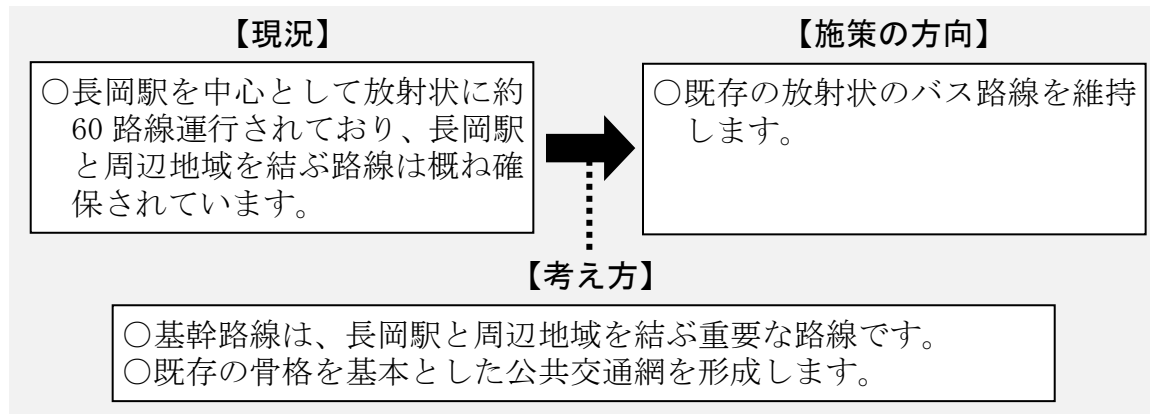 【現況】
○長岡駅を中心として放射状に約
60 路線運行されており、長岡駅
と周辺地域を結ぶ路線は概ね確
保されています。
【施策の方向】
○既存の放射状のバス路線を維持
します。
【考え方】
○基幹路線は、長岡駅と周辺地域を結ぶ重要な路線です。
○既存の骨格を基本とした公共交通網を形成します。